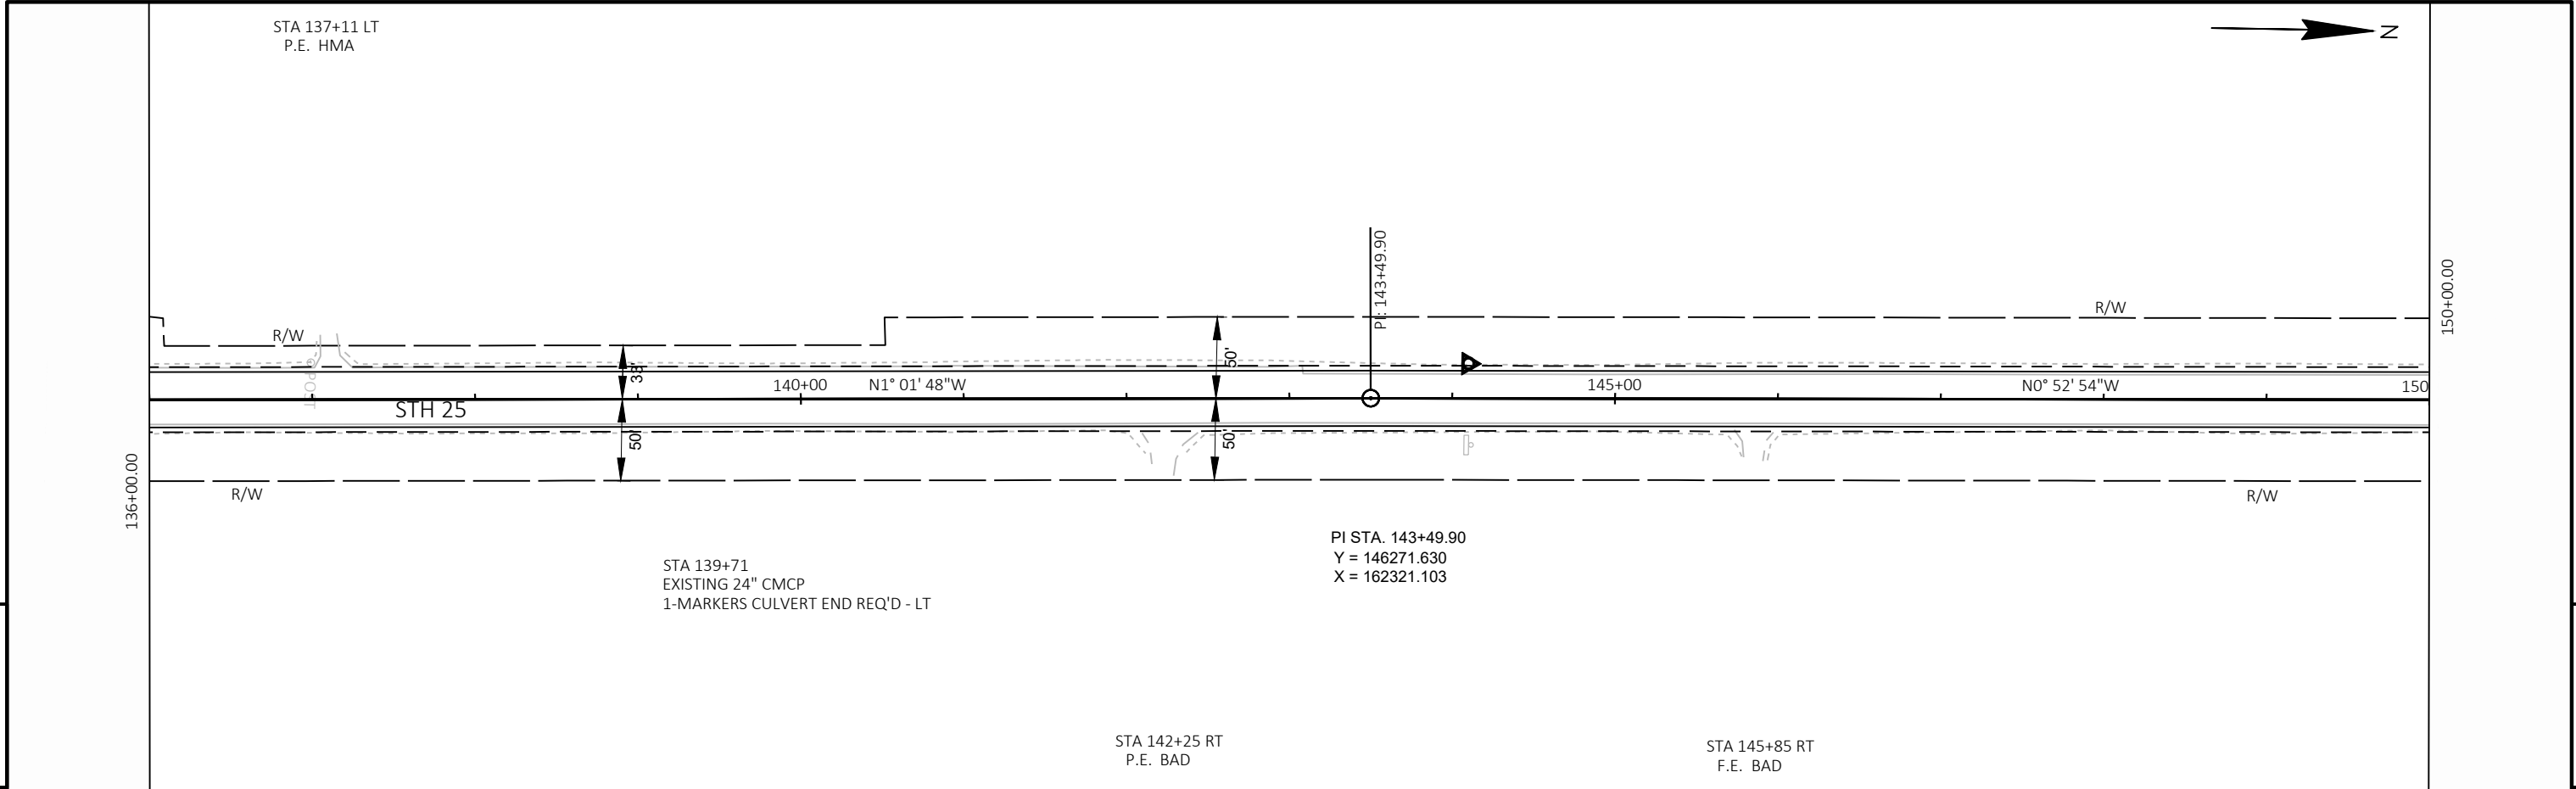 STA 137+11 LT
P.E. HMA
N
PI: 143+49.90
150+00.00
R/W
R/W
50'
33'
140+00
N1° 01' 48"W
145+00
N0° 52' 54"W
150
STH 25
50'
50'
136+00.00
R/W
R/W
PI STA. 143+49.90
Y = 146271.630
X = 162321.103
STA 139+71
EXISTING 24" CMCP
1-MARKERS CULVERT END REQ'D - LT
STA 142+25 RT
P.E. BAD
STA 145+85 RT
F.E. BAD